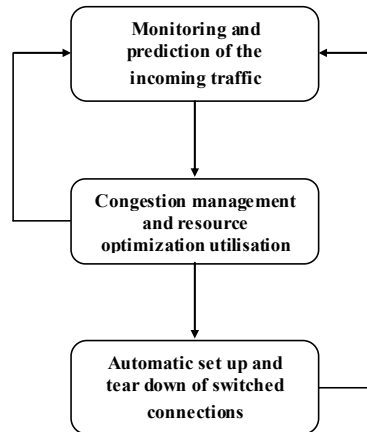 Monitoring and
prediction of the
incoming traffic
Congestion management
and resource
optimization utilisation
Automatic set up and
tear down of switched
connections